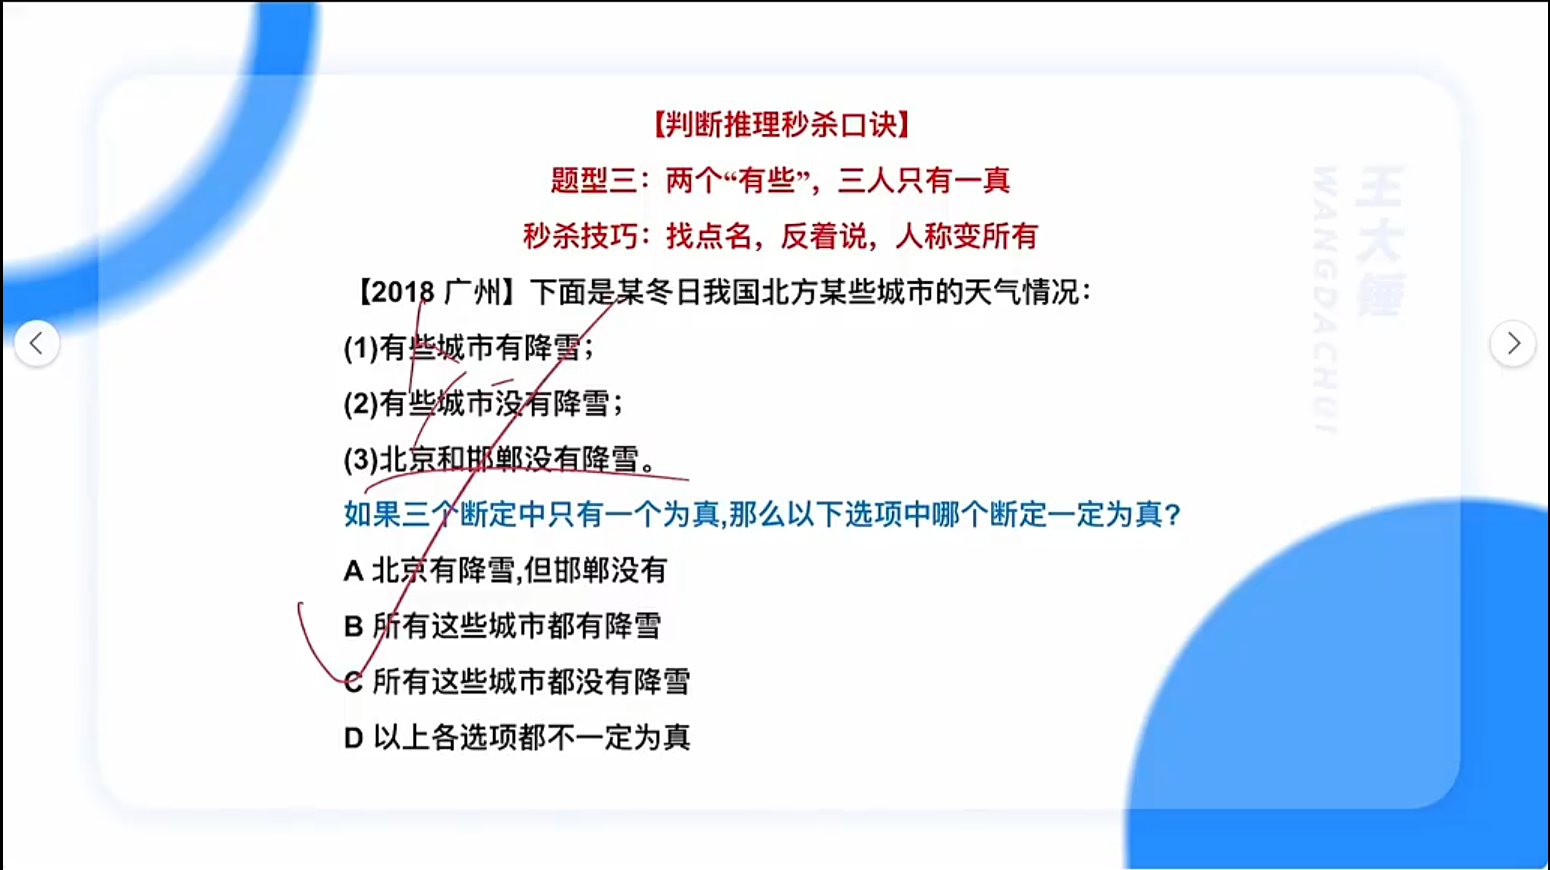 【判断推理秒杀口诀】
题型三：两个“有些”，三人只有一真
秒杀技巧：找点名，反着说，人称变所有
【2018 广州】下面是某冬日我国北方某些城市的天气情况：
(1)有些城市有降雪；
(2)有些城市没有降雪；
(3)北京和邯郸没有降雪。
如果三个断定中只有一个为真,那么以下选项中哪个断定一定为真?
A 北京有降雪,但邯郸没有
B 所有这些城市都有降雪
C 所有这些城市都没有降雪
D 以上各选项都不一定为真
王大锤
WANGDACHUI